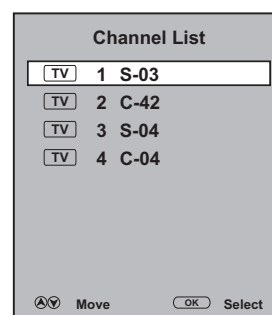 Channel List
TV 1 S-03
TV 2 C-42
TV 3 S-04
TV 4 C-04
Move OK Select